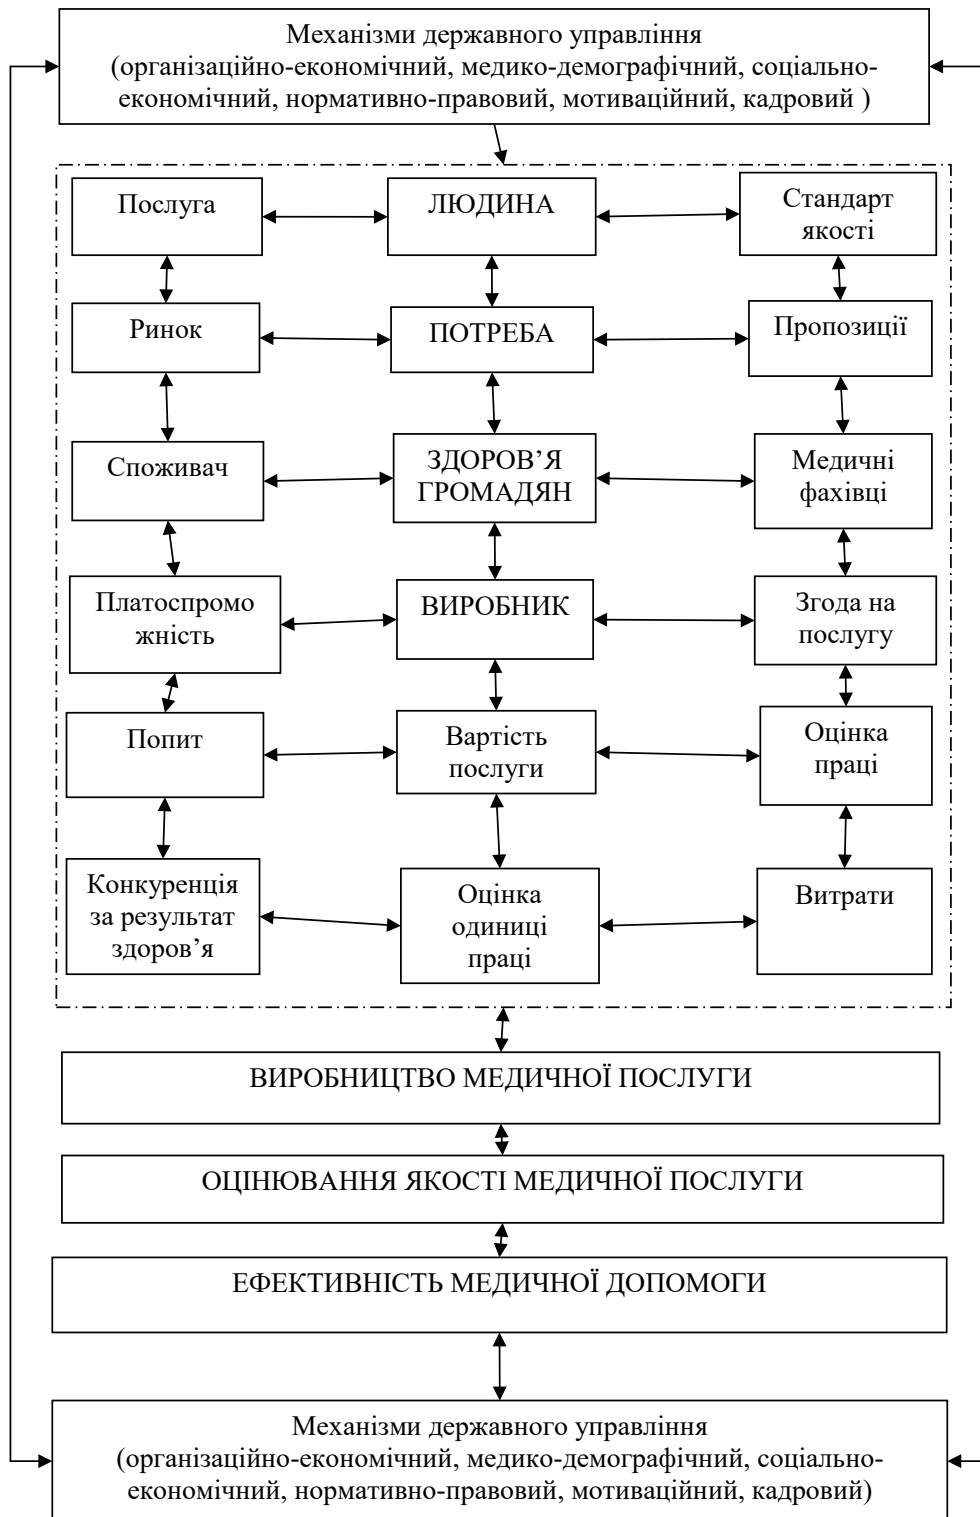 Механізми державного управління
(організаційно-економічний, медико-демографічний, соціально-
економічний, нормативно-правовий, мотиваційний, кадровий )
Послуга
ЛЮДИНА
Стандарт
якості
Ринок
ПОТРЕБА
Пропозиції
Споживач
ЗДОРОВ’Я
ГРОМАДЯН
Медичні
фахівці
Платоспромо
жність
ВИРОБНИК
Згода на
послугу
Попит
Вартість
послуги
Оцінка
праці
Конкуренція
за результат
здоров’я
Оцінка
одиниці
праці
Витрати
ВИРОБНИЦТВО МЕДИЧНОЇ ПОСЛУГИ
ОЦІНЮВАННЯ ЯКОСТІ МЕДИЧНОЇ ПОСЛУГИ
ЕФЕКТИВНІСТЬ МЕДИЧНОЇ ДОПОМОГИ
Механізми державного управління
(організаційно-економічний, медико-демографічний, соціально-
економічний, нормативно-правовий, мотиваційний, кадровий)